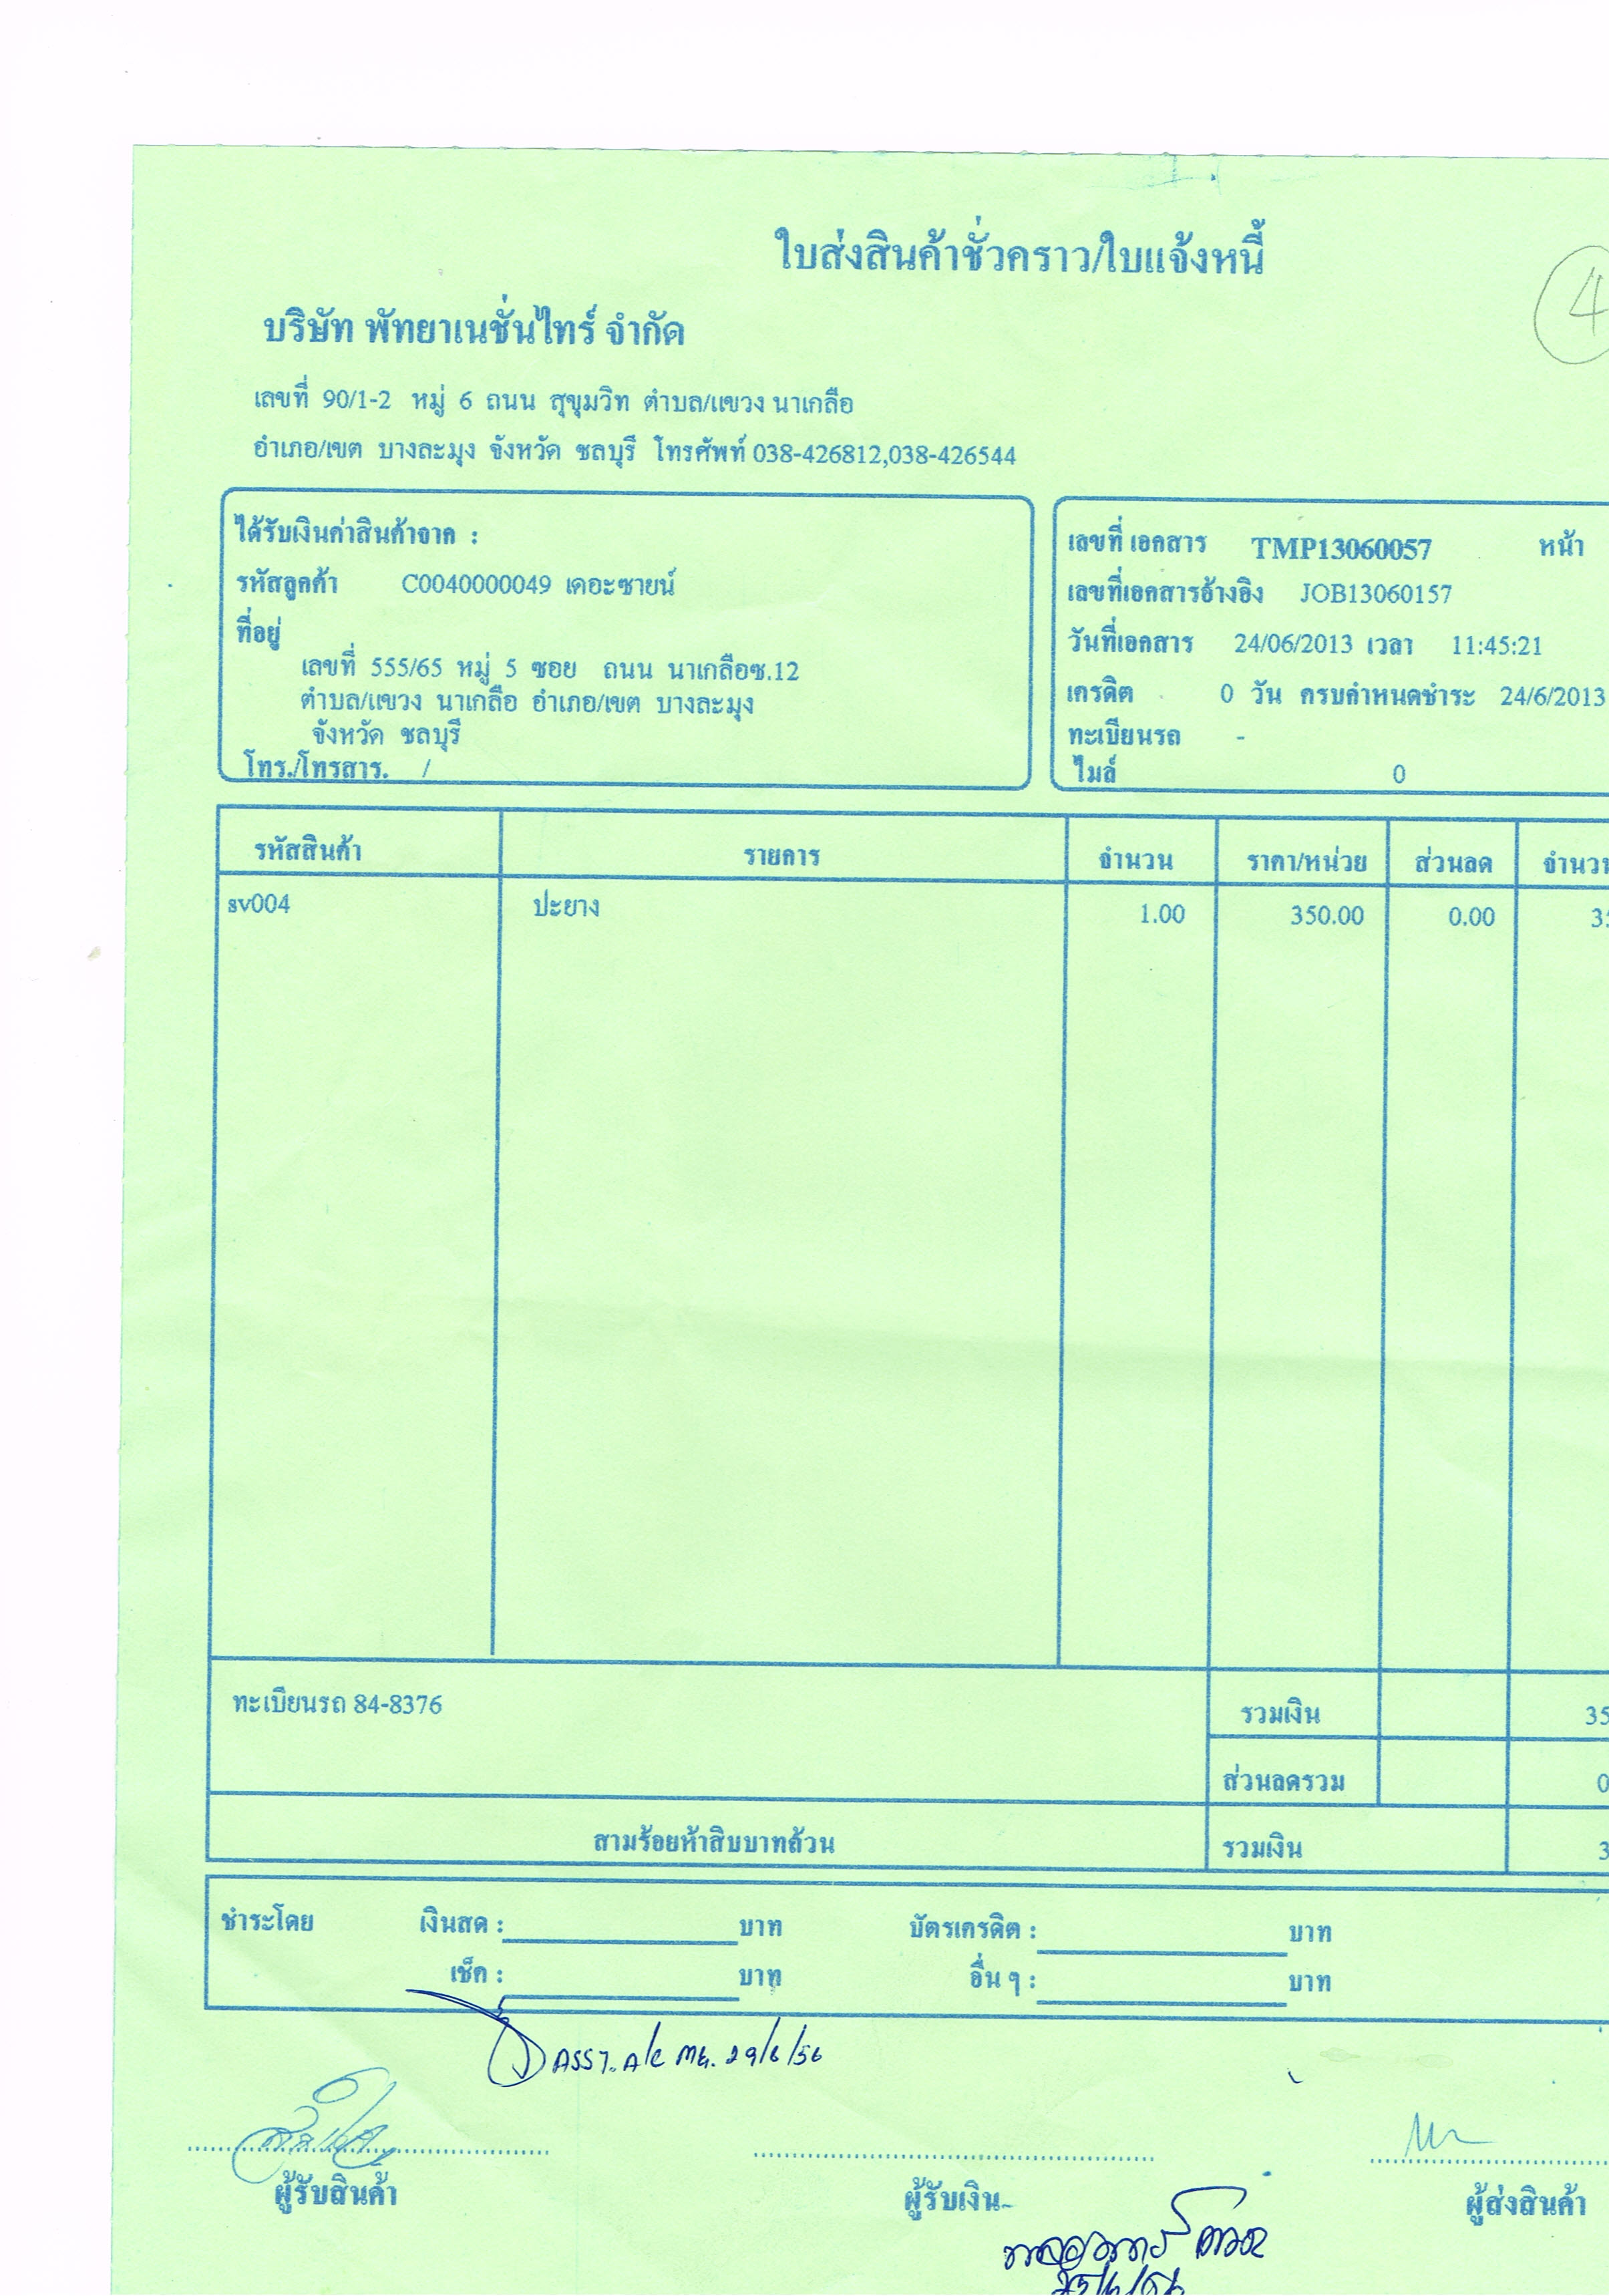 ใบส่งสินค้าชั่วคราว/ใบแจ้งหนี้
4
บริษัท พัทยาเนชั่นไทร์ จำกัด
เลขที่ 90/1-2 หมู่ 6 ถนน สุขุมวิท ตำบล/แขวง นาเกลือ
อำเภอ/เขต บางละมุง จังหวัด ชลบุรี โทรศัพท์ 038-426812,038-426544
ได้รับเงินค่าสินค้าจาก :
รหัสลูกค้า C0040000049 เดอะซายน์
ที่อยู่
เลขที่ 555/65 หมู่ 5 ซอย ถนน นาเกลือซ.12
ตำบล/แขวง นาเกลือ อำเภอ/เขต บางละมุง
จังหวัด ชลบุรี
โทร./โทรสาร. /
เลขที่ เอกสาร TMP13060057 หน้า
เลขที่เอกสารอ้างอิง JOB13060157
วันที่เอกสาร 24/06/2013 เวลา 11:45:21
เครดิต 0 วัน ครบกำหนดชำระ 24/6/2013
ทะเบียนรถ -
ไมล์ 0
รหัสสินค้า รายการ จำนวน ราคา/หน่วย ส่วนลด
sv004 ปะยาง 1.00 350.00 0.00
ทะเบียนรถ 84-8376
รวมเงิน 35
ส่วนลดรวม 0
สามร้อยห้าสิบบาทถ้วน รวมเงิน 3
ชำระโดย เงินสด : บาท บัตรเครดิต : บาท
เช็ค : บาท อื่น ๆ : บาท
ASST. A/C MG. 29/6/56
ผู้รับสินค้า ผู้รับเงิน ผู้ส่งสินค้า